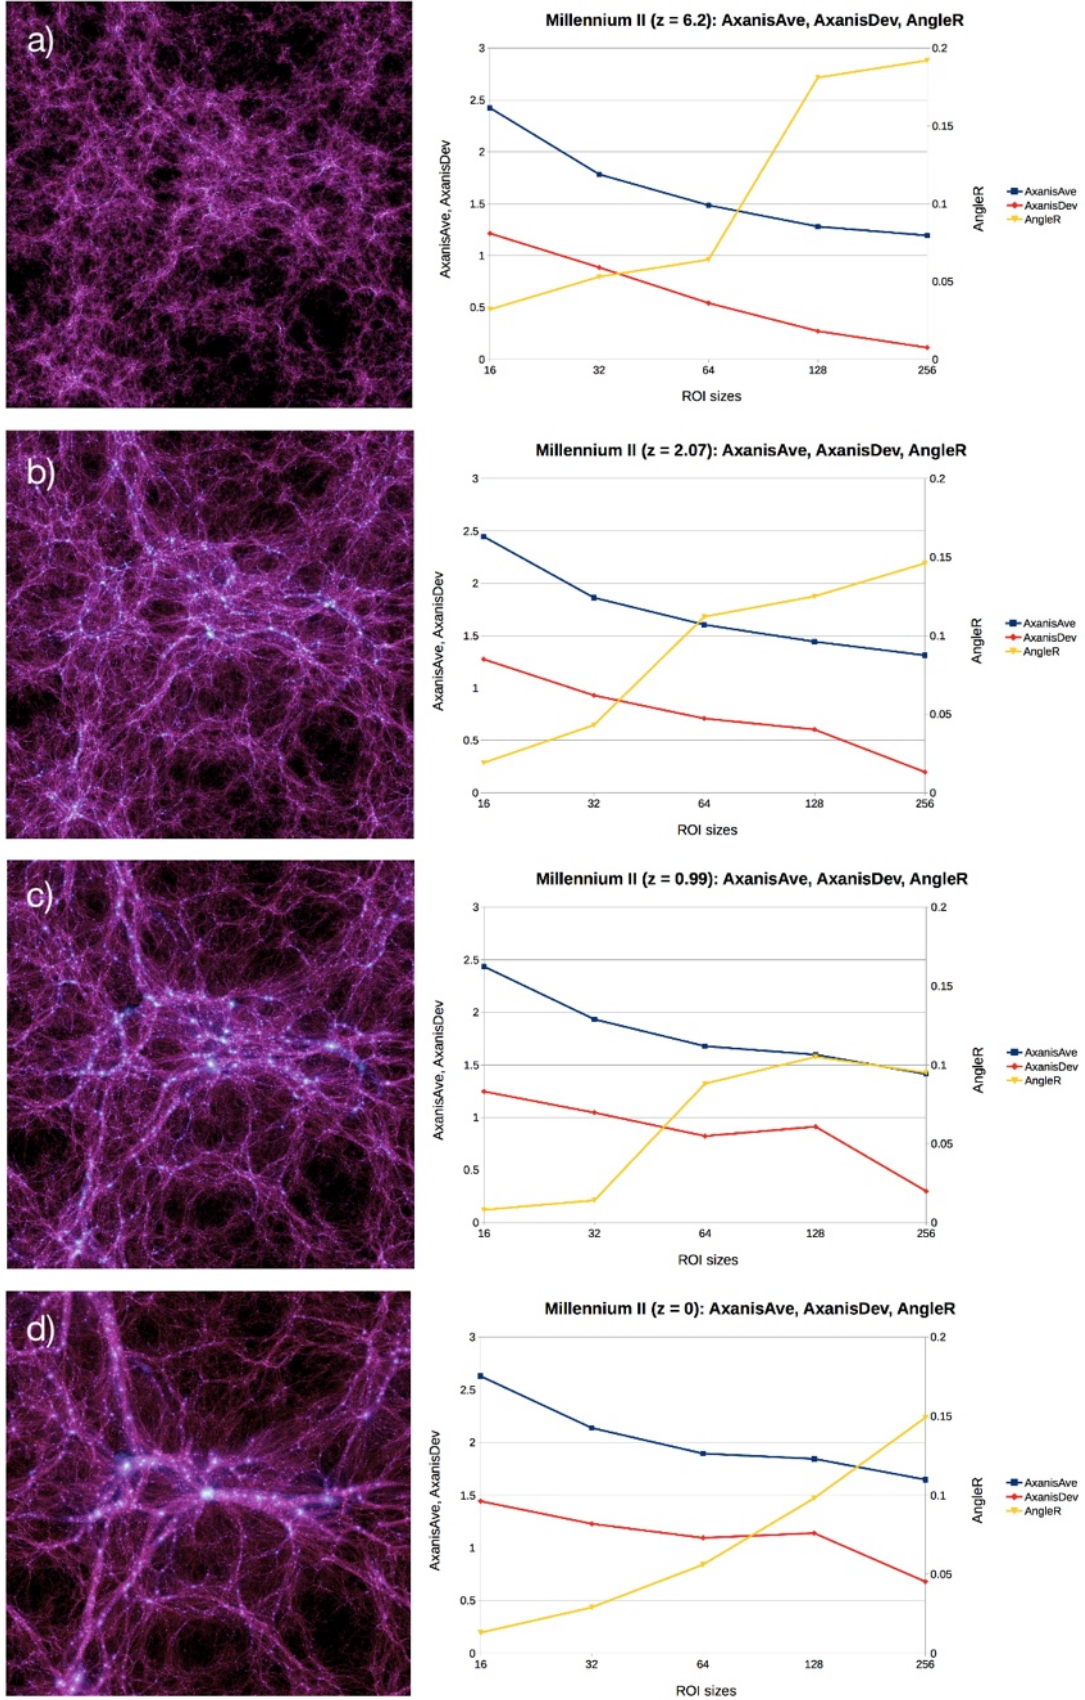 a)
Millennium II (z = 6.2): AxanisAve, AxanisDev, AngleR
3
2.5
2
1.5
1
0.5
0
AxanisAve, AxanisDev
0.2
0.15
0.1
0.05
0
AngleR
16 32 64 128 256
ROI sizes
AxanisAve
AxanisDev
AngleR
b)
Millennium II (z = 2.07): AxanisAve, AxanisDev, AngleR
3
2.5
2
1.5
1
0.5
0
AxanisAve, AxanisDev
0.2
0.15
0.1
0.05
0
AngleR
16 32 64 128 256
ROI sizes
AxanisAve
AxanisDev
AngleR
c)
Millennium II (z = 0.99): AxanisAve, AxanisDev, AngleR
3
2.5
2
1.5
1
0.5
0
AxanisAve, AxanisDev
0.2
0.15
0.1
0.05
0
AngleR
16 32 64 128 256
ROI sizes
AxanisAve
AxanisDev
AngleR
d)
Millennium II (z = 0): AxanisAve, AxanisDev, AngleR
3
2.5
2
1.5
1
0.5
0
AxanisAve, AxanisDev
0.2
0.15
0.1
0.05
0
AngleR
16 32 64 128 256
ROI sizes
AxanisAve
AxanisDev
AngleR